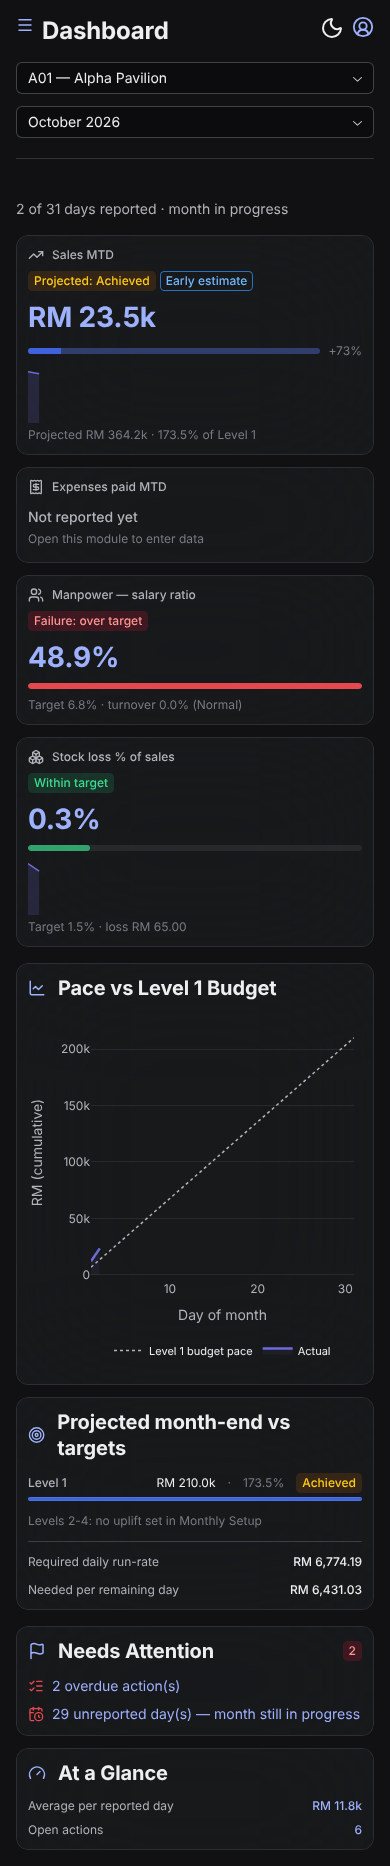 Dashboard
A01 — Alpha Pavilion
October 2026
2 of 31 days reported · month in progress
Sales MTD
Projected: Achieved Early estimate
RM 23.5k
+73%
Projected RM 364.2k · 173.5% of Level 1
Expenses paid MTD
Not reported yet
Open this module to enter data
Manpower — salary ratio
Failure: over target
48.9%
Target 6.8% · turnover 0.0% (Normal)
Stock loss % of sales
Within target
0.3%
Target 1.5% · loss RM 65.00
Pace vs Level 1 Budget
RM (cumulative)
200k
150k
100k
50k
0
10 20 30
Day of month
Level 1 budget pace Actual
Projected month-end vs
targets
Level 1 RM 210.0k · 173.5% Achieved
Levels 2-4: no uplift set in Monthly Setup
Required daily run-rate RM 6,774.19
Needed per remaining day RM 6,431.03
Needs Attention 2
2 overdue action(s)
29 unreported day(s) — month still in progress
At a Glance
Average per reported day RM 11.8k
Open actions 6